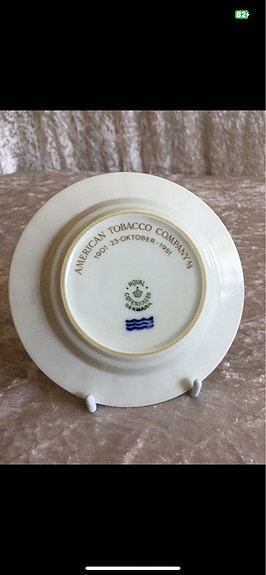 82
AMERICAN TOBACCO COMPANY A/S
1901·25·OKTOBER·1951
ROYAL
COPENHAGEN
DENMARK